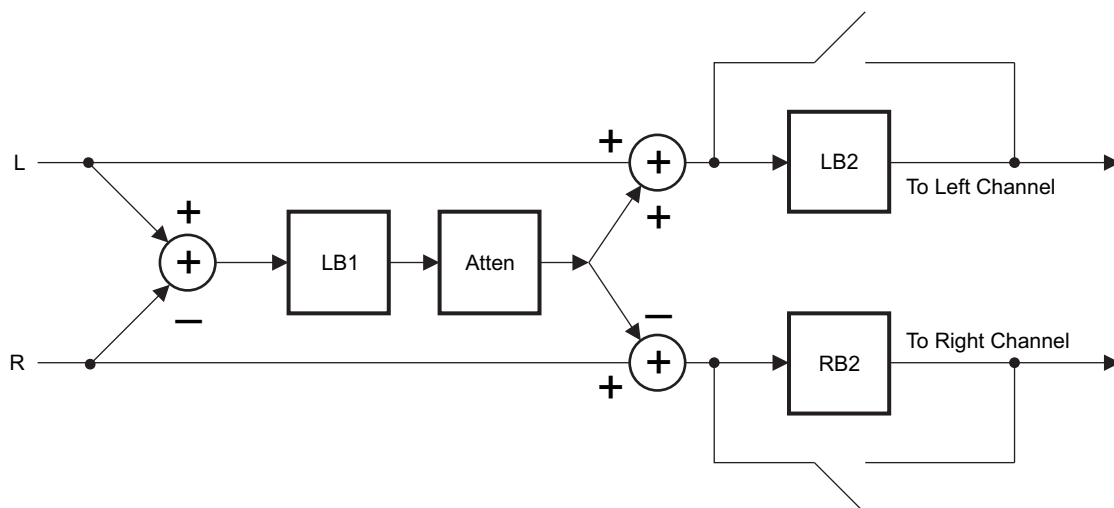 L
+
+
+
LB2
To Left Channel
+
+
+
LB1
Atten
−
−
R
+
+
RB2
To Right Channel